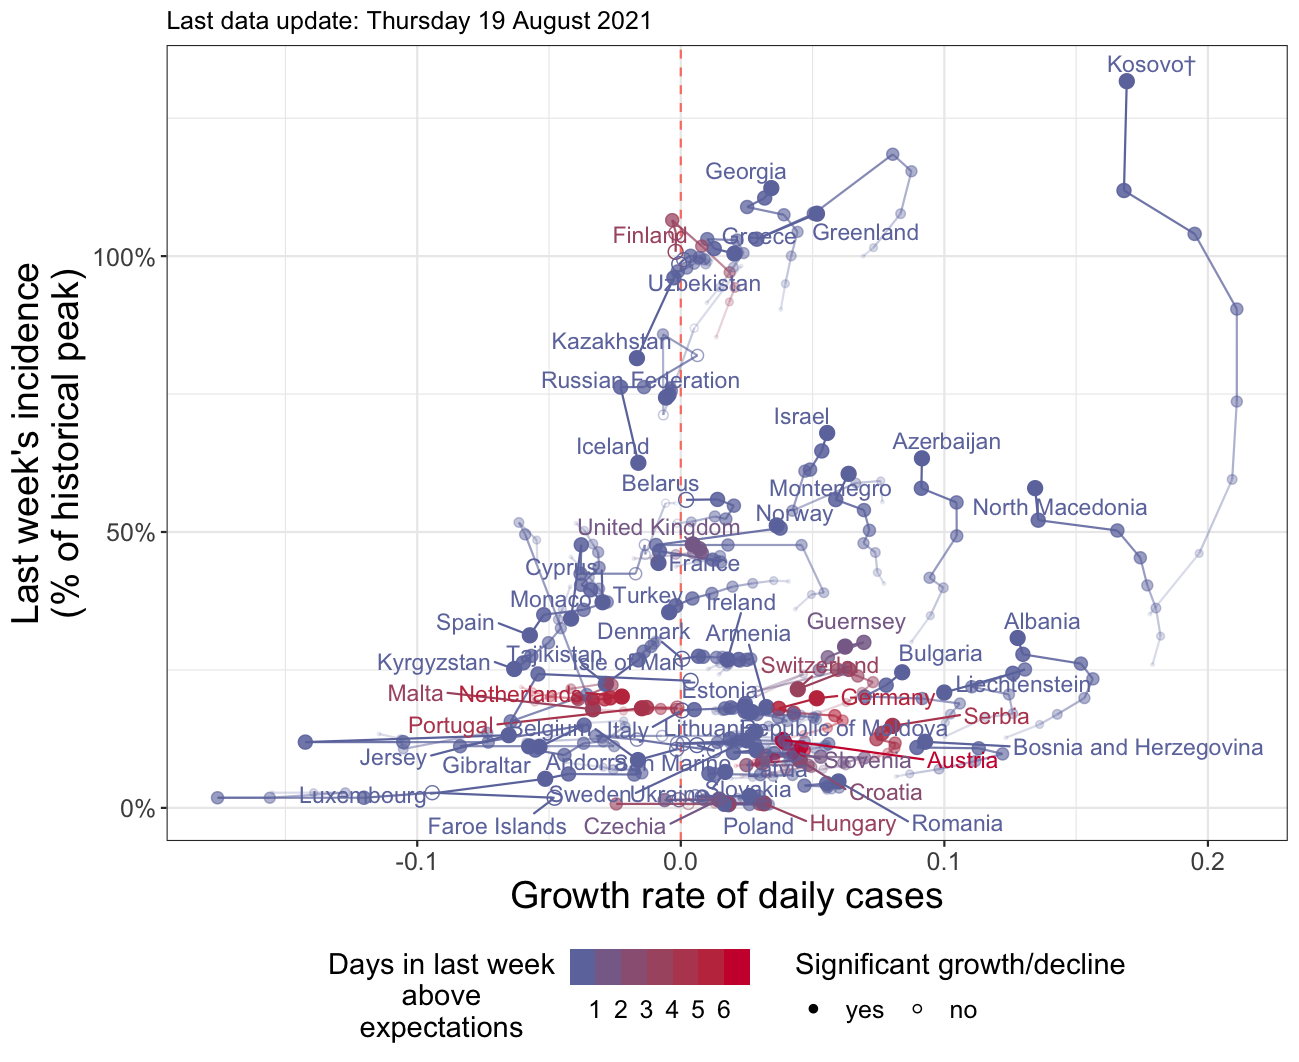 Last data update: Thursday 19 August 2021
Last week's incidence
(% of historical peak)
100%
50%
0%
Kosovo†
Georgia
Finland
Greece
Greenland
Uzbekistan
Kazakhstan
Russian Federation
Israel
Azerbaijan
Iceland
Belarus
Montenegro
North Macedonia
Norway
United Kingdom
France
Cyprus
Monaco
Turkey
Ireland
Spain
Denmark
Armenia
Guernsey
Albania
Tajikistan
Isle of Man
Bulgaria
Kyrgyzstan
Switzerland
Malta
Netherlands
Estonia
Germany
Liechtenstein
Portugal
Belgium
Italy
Lithuania
Republic of Moldova
Serbia
Jersey
Gibraltar
Andorra
San Marino
Latvia
Slovenia
Austria
Bosnia and Herzegovina
Luxembourg
Sweden
Ukraine
Slovakia
Croatia
Faroe Islands
Czechia
Poland
Hungary
Romania
-0.1
0.0
0.1
0.2
Growth rate of daily cases
Days in last week
above
expectations
1 2 3 4 5 6
Significant growth/decline
yes
no